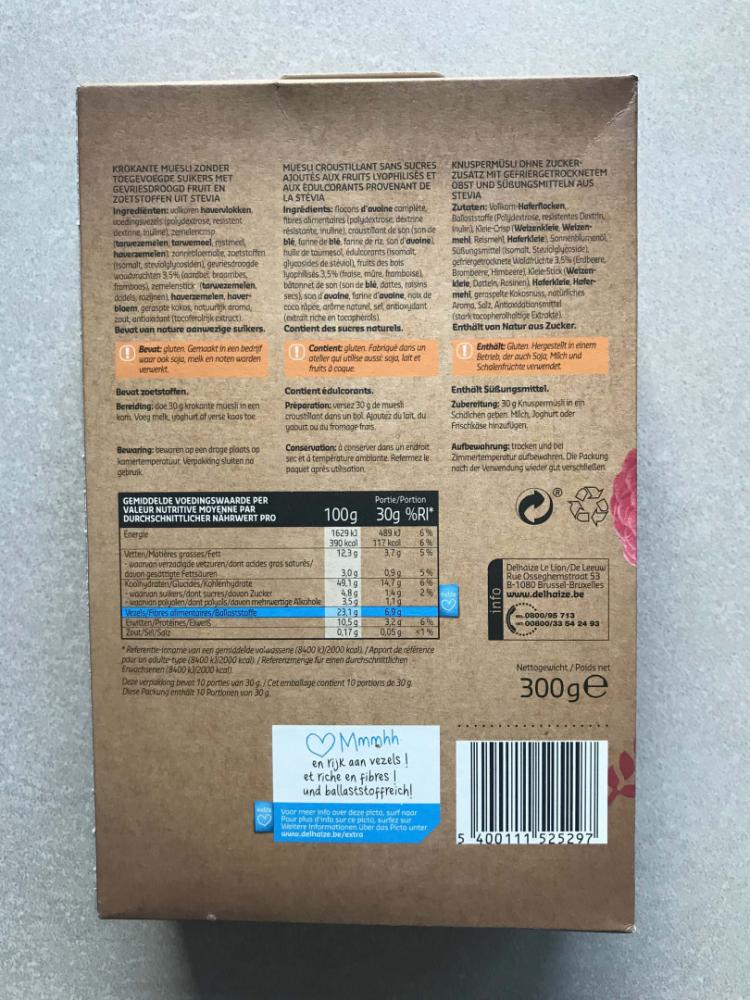 KROKANTE MUESLI ZONDER
TOEGEVOEGDE SUIKERS MET
GEVRIESDROOGD FRUIT EN
ZOETSTOFFEN UIT STEVIA
Ingrediënten: volkoren havervlokken,
voedingsvezels (polydextrose, resistent
dextrine, inuline), zemelencrisp
(tarwezemelen, tarwemeel, rijstmeel,
haverzemelen), zonnebloemolie, zoetstoffen
(isomalt, steviolglycosiden), gevriesdroogde
woudvruchten 3,5% (aardbei, braambes,
framboos), zemelenstick (tarwezemelen,
dadels, rozijnen), haverzemelen, haver-
bloem, geraspte kokos, natuurlijk aroma,
zout, antioxidant (tocoferolrijk extract).
Bevat van nature aanwezige suikers.
Bevat: gluten. Gemaakt in een bedrijf
waar ook soja, melk en noten worden
verwerkt.
Bevat zoetstoffen.
Bereiding: doe 30 g krokante muesli in een
kom. Voeg melk, yoghurt of verse kaas toe.
Bewaring: bewaren op een droge plaats op
kamertemperatuur. Verpakking sluiten na
gebruik.
MUESLI CROUSTILLANT SANS SUCRES
AJOUTÉS AUX FRUITS LYOPHILISÉS ET
AUX ÉDULCORANTS PROVENANT DE
LA STÉVIA
Ingrédients: flocons d'avoine complète,
fibres alimentaires (polydextrose, dextrine
résistante, inuline), croustillant de son (son de
blé, farine de blé, farine de riz, son d'avoine),
huile de tournesol, édulcorants (isomalt,
glycosides de stéviol), fruits des bois
lyophilisés 3,5% (fraise, mûre, framboise),
bâtonnet de son (son de blé, dattes, raisins
secs), son d'avoine, farine d'avoine, noix de
coco râpée, arôme naturel, sel, antioxydant
(extrait riche en tocophérols).
Contient des sucres naturels.
Contient: gluten. Fabriqué dans un
atelier qui utilise aussi: soja, lait et
fruits à coque.
Contient édulcorants.
Préparation: versez 30 g de muesli
croustillant dans un bol. Ajoutez du lait, du
yaourt ou du fromage frais.
Conservation: à conserver dans un endroit
sec et à température ambiante. Refermez le
paquet après utilisation.
KNUSPERMÜSLI OHNE ZUCKER-
ZUSATZ MIT GEFRIERGETROCKNETEM
OBST UND SÜßUNGSMITTELN AUS
STEVIA
Zutaten: Vollkorn-Haferflocken,
Ballaststoffe (Polydextrose, resistentes Dextrin,
Inulin), Kleie-Crisp (Weizenkleie, Weizen-
mehl, Reismehl, Haferkleie), Sonnenblumenöl,
Süßungsmittel (Isomalt, Steviolglycoside),
gefriergetrocknete Waldfrüchte 3,5% (Erdbeere,
Brombeere, Himbeere), Kleie-Stick (Weizen-
kleie, Datteln, Rosinen), Haferkleie, Hafer-
mehl, geraspelte Kokosnuss, natürliches
Aroma, Salz, Antioxidationsmittel
(stark tocopherolhaltige Extrakte).
Enthält von Natur aus Zucker.
Enthält: Gluten. Hergestellt in einem
Betrieb, der auch Soja, Milch und
Schalenfrüchte verwendet.
Enthält Süßungsmittel.
Zubereitung: 30 g Knuspermüsli in ein
Schälchen geben. Milch, Joghurt oder
Frischkäse hinzufügen.
Aufbewahrung: trocken und bei
Zimmertemperatur aufbewahren. Die Packung
nach der Verwendung wieder gut verschließen.
GEMIDDELDE VOEDINGSWAARDE PER
VALEUR NUTRITIVE MOYENNE PAR
DURCHSCHNITTLICHER NÄHRWERT PRO
100g
Portie/Portion
30g %RI*
Energie 1629 kJ 489 kJ 6 %
390 kcal 117 kcal 6 %
Vetten/Matières grasses/Fett 12,3 g 3,7 g 5 %
- waarvan verzadigde vetzuren/dont acides gras saturés/
davon gesättigte Fettsäuren 3,0 g 0,9 g 5 %
Koolhydraten/Glucides/Kohlenhydrate 49,1 g 14,7 g 6 %
- waarvan suikers/dont sucres/davon Zucker 4,8 g 1,4 g 2 %
- waarvan polyolen/dont polyols/davon mehrwertige Alkohole 3,5 g 1,1 g
Vezels/Fibres alimentaires/Ballaststoffe 23,1 g 6,9 g
Eiwitten/Protéines/Eiweiß 10,5 g 3,2 g 6 %
Zout/Sel/Salz 0,17 g 0,05 g <1 %
extra
* Referentie-inname van een gemiddelde volwassene (8400 kJ/2000 kcal). / Apport de référence
pour un adulte-type (8400 kJ/2000 kcal). / Referenzmenge für einen durchschnittlichen
Erwachsenen (8400 kJ/2000 kcal).
Deze verpakking bevat 10 porties van 30 g. / Cet emballage contient 10 portions de 30 g.
Diese Packung enthält 10 Portionen von 30 g.
info
Delhaize Le Lion/De Leeuw
Rue Osseghemstraat 53
B-1080 Brussel-Bruxelles
www.delhaize.be
0800/95 713
00800/33 54 24 93
Nettogewicht / Poids net
300g℮
Mmmhh
en rijk aan vezels !
et riche en fibres !
und ballaststoffreich!
extra
Voor meer info over deze picto, surf naar
Pour plus d'info sur ce picto, surfez sur
Weitere Informationen über das Picto unter
www.delhaize.be/extra
5 400111 525297